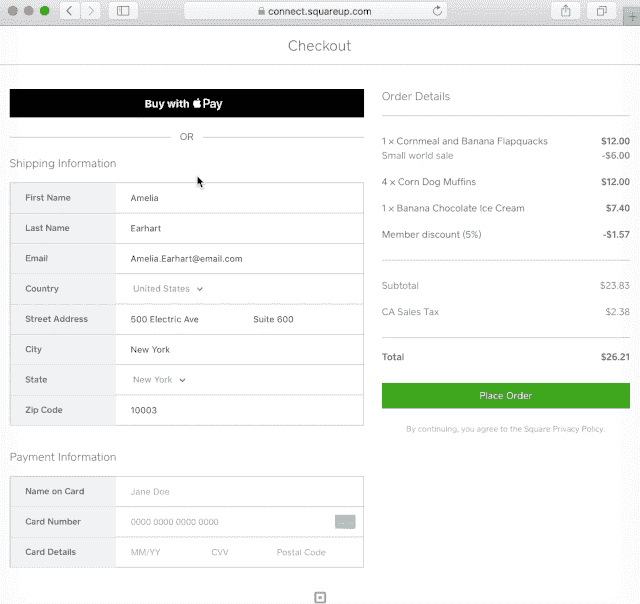 connect.squareup.com
Checkout
Buy with Pay
OR
Shipping Information
First Name Amelia
Last Name Earhart
Email Amelia.Earhart@email.com
Country United States
Street Address 500 Electric Ave Suite 600
City New York
State New York
Zip Code 10003
Payment Information
Name on Card Jane Doe
Card Number 0000 0000 0000 0000
Card Details MM/YY CVV Postal Code
Order Details
1 x Cornmeal and Banana Flapquacks $12.00
Small world sale -$6.00
4 x Corn Dog Muffins $12.00
1 x Banana Chocolate Ice Cream $7.40
Member discount (5%) -$1.57
Subtotal $23.83
CA Sales Tax $2.38
Total $26.21
Place Order
By continuing, you agree to the Square Privacy Policy.